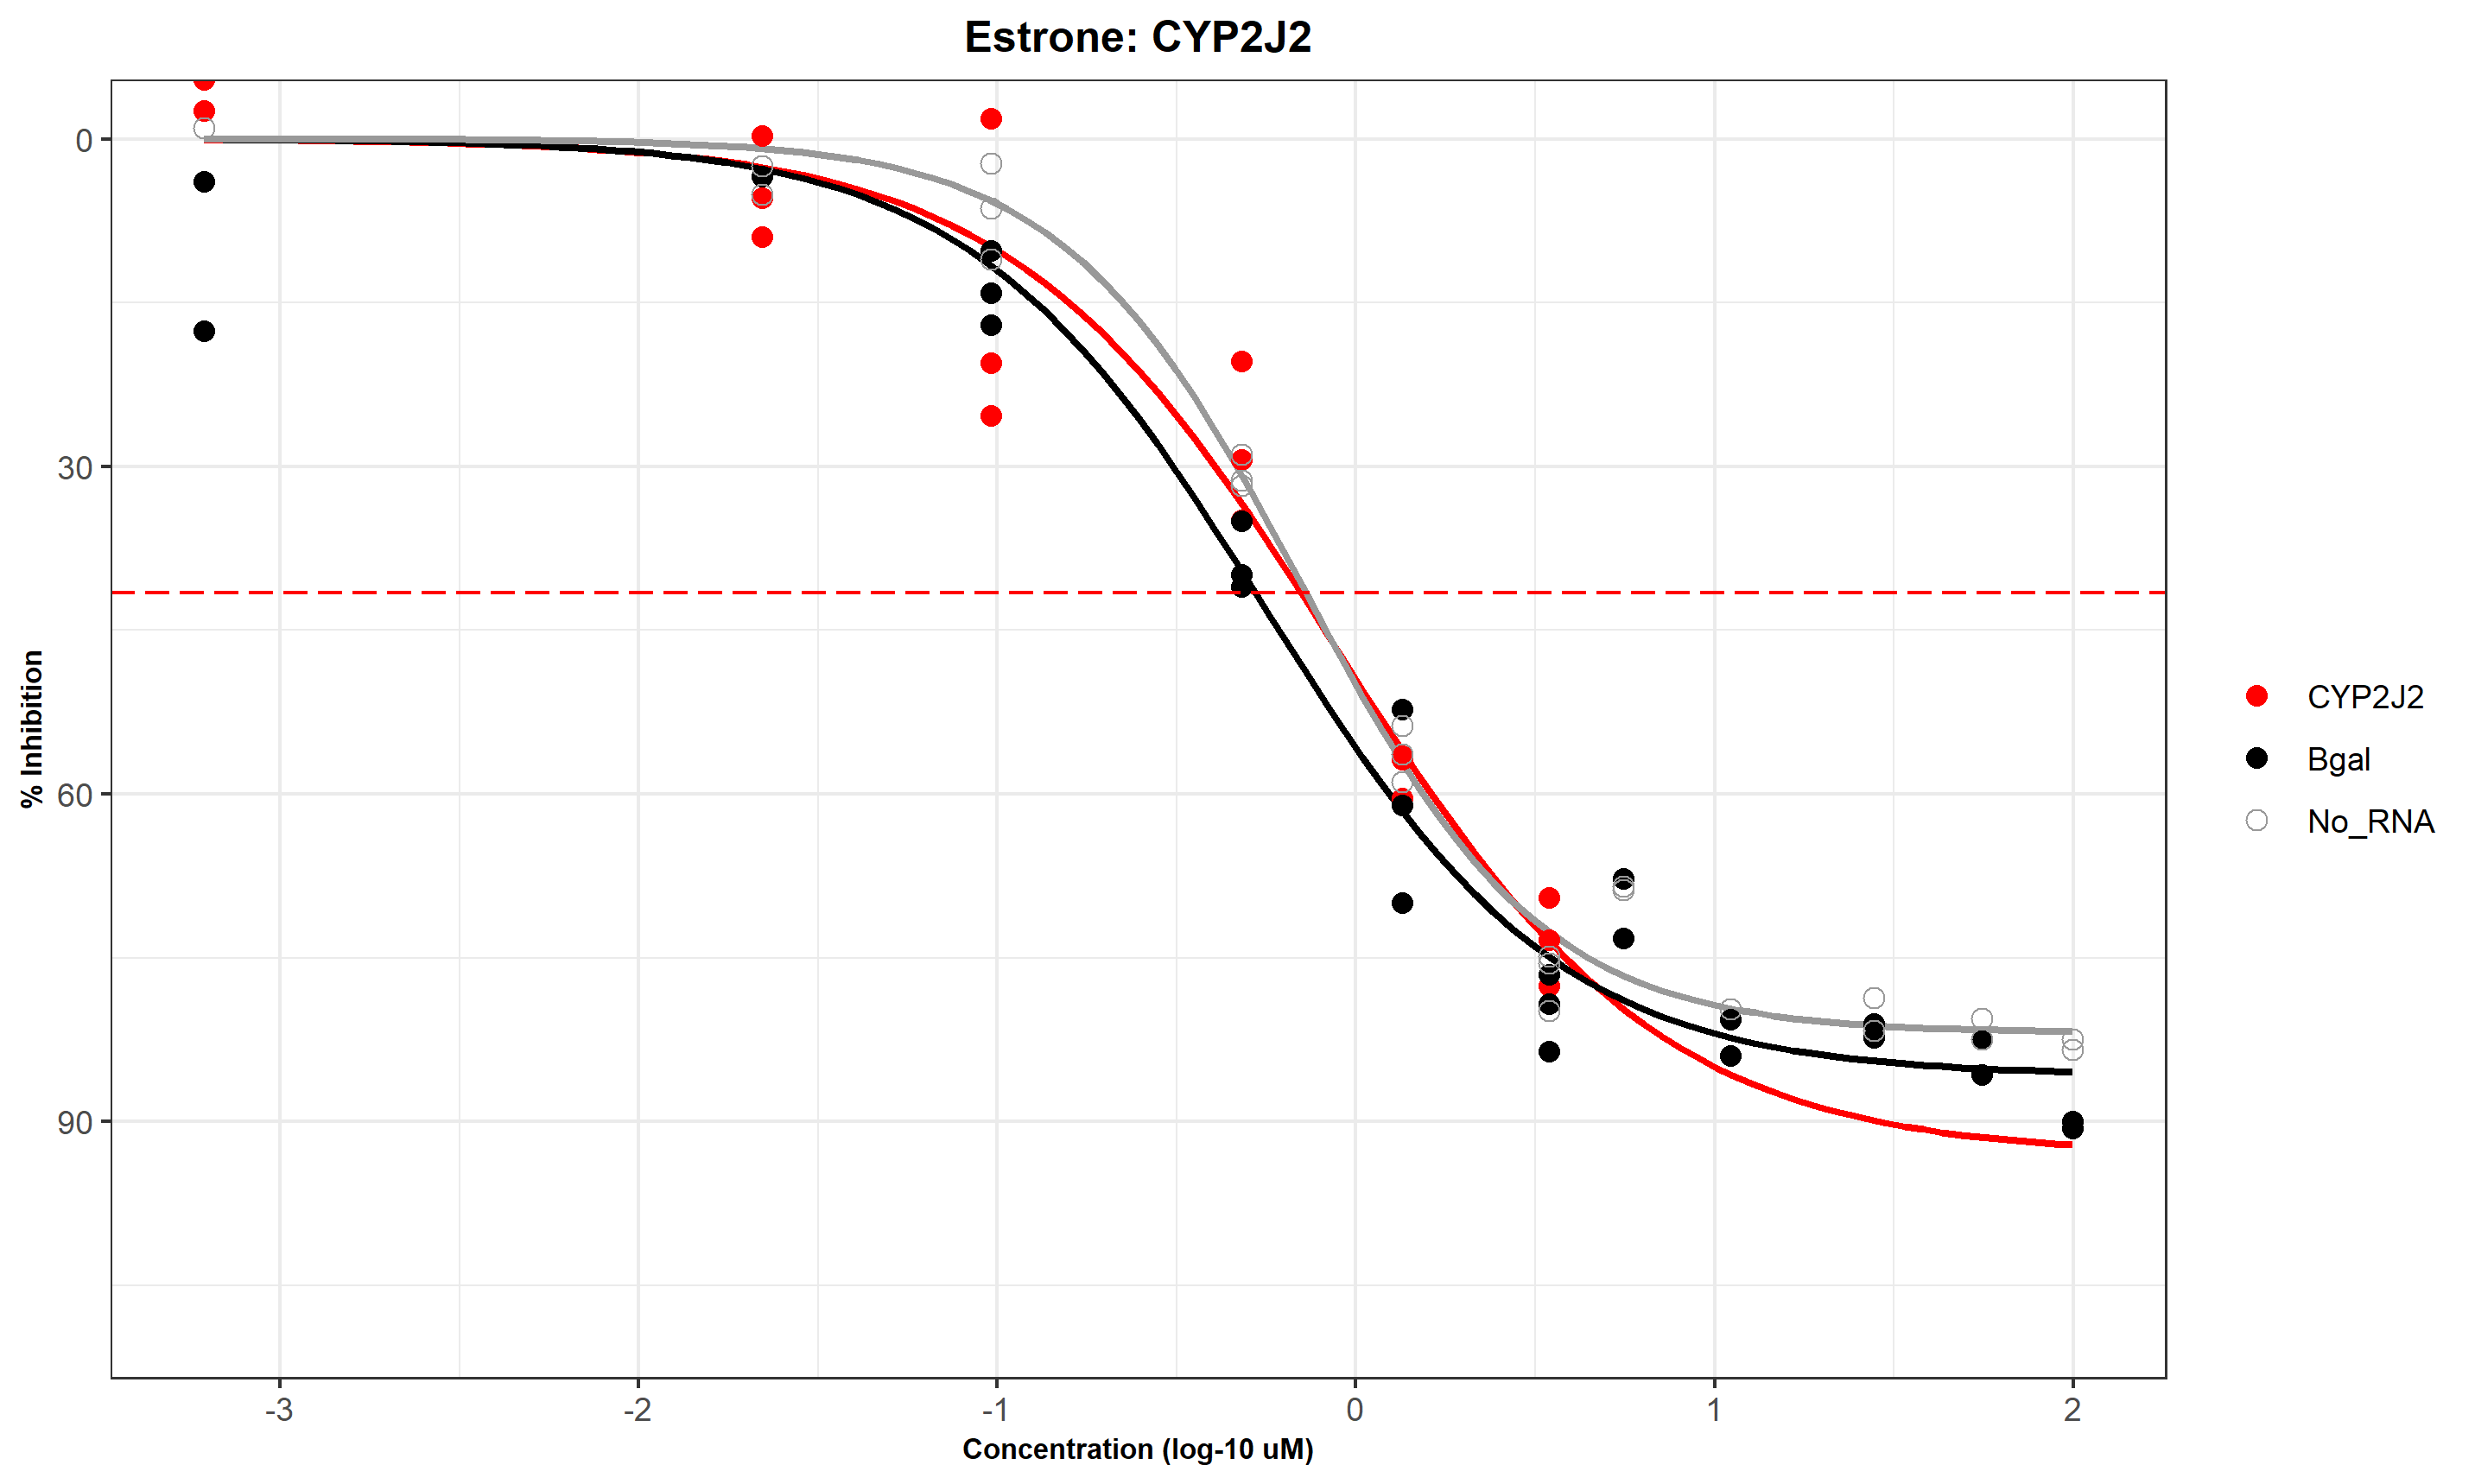 Estrone: CYP2J2
0
30
60
90
% Inhibition
-3
-2
-1
0
1
2
Concentration (log-10 uM)
CYP2J2
Bgal
No_RNA